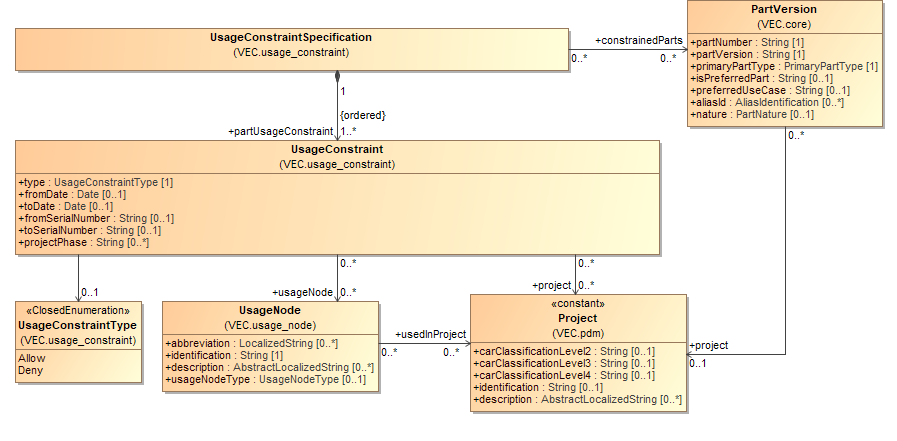 UsageConstraintSpecification
(VEC.usage_constraint)
+constrainedParts
0..*
0..*
PartVersion
(VEC.core)
+partNumber : String [1]
+partVersion : String [1]
+primaryPartType : PrimaryPartType [1]
+isPreferredPart : String [0..1]
+preferredUseCase : String [0..1]
+aliasId : AliasIdentification [0..*]
+nature : PartNature [0..1]
1
{ordered}
+partUsageConstraint
1..*
0..*
UsageConstraint
(VEC.usage_constraint)
+type : UsageConstraintType [1]
+fromDate : Date [0..1]
+toDate : Date [0..1]
+fromSerialNumber : String [0..1]
+toSerialNumber : String [0..1]
+projectPhase : String [0..*]
0..1
0..*
+usageNode
0..*
0..*
+project
0..*
«ClosedEnumeration»
UsageConstraintType
(VEC.usage_constraint)
Allow
Deny
UsageNode
(VEC.usage_node)
+abbreviation : LocalizedString [0..*]
+identification : String [1]
+description : AbstractLocalizedString [0..*]
+usageNodeType : UsageNodeType [0..1]
+usedInProject
0..*
0..*
«constant»
Project
(VEC.pdm)
+carClassificationLevel2 : String [0..1]
+carClassificationLevel3 : String [0..1]
+carClassificationLevel4 : String [0..1]
+identification : String [0..1]
+description : AbstractLocalizedString [0..*]
+project
0..1